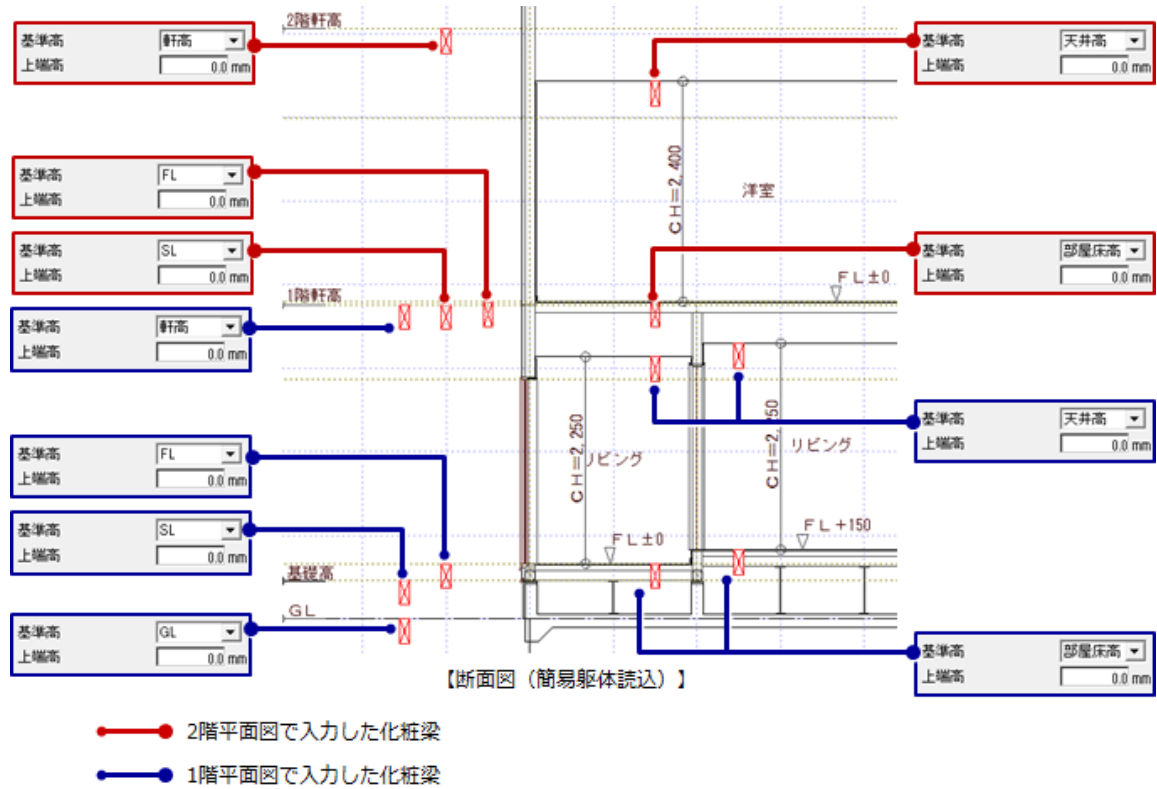 基準高 軒高
上端高 0.0 mm
2階軒高
基準高 天井高
上端高 0.0 mm
CH=2,400
洋室
基準高 FL
上端高 0.0 mm
基準高 SL
上端高 0.0 mm
基準高 部屋床高
上端高 0.0 mm
FL±0
1階軒高
基準高 軒高
上端高 0.0 mm
基準高 天井高
上端高 0.0 mm
CH=2,250
リビング
CH=2,250
リビング
基準高 FL
上端高 0.0 mm
基準高 SL
上端高 0.0 mm
FL±0
FL+150
基礎高
GL
基準高 GL
上端高 0.0 mm
基準高 部屋床高
上端高 0.0 mm
【断面図（簡易躯体読込）】
2階平面図で入力した化粧梁
1階平面図で入力した化粧梁